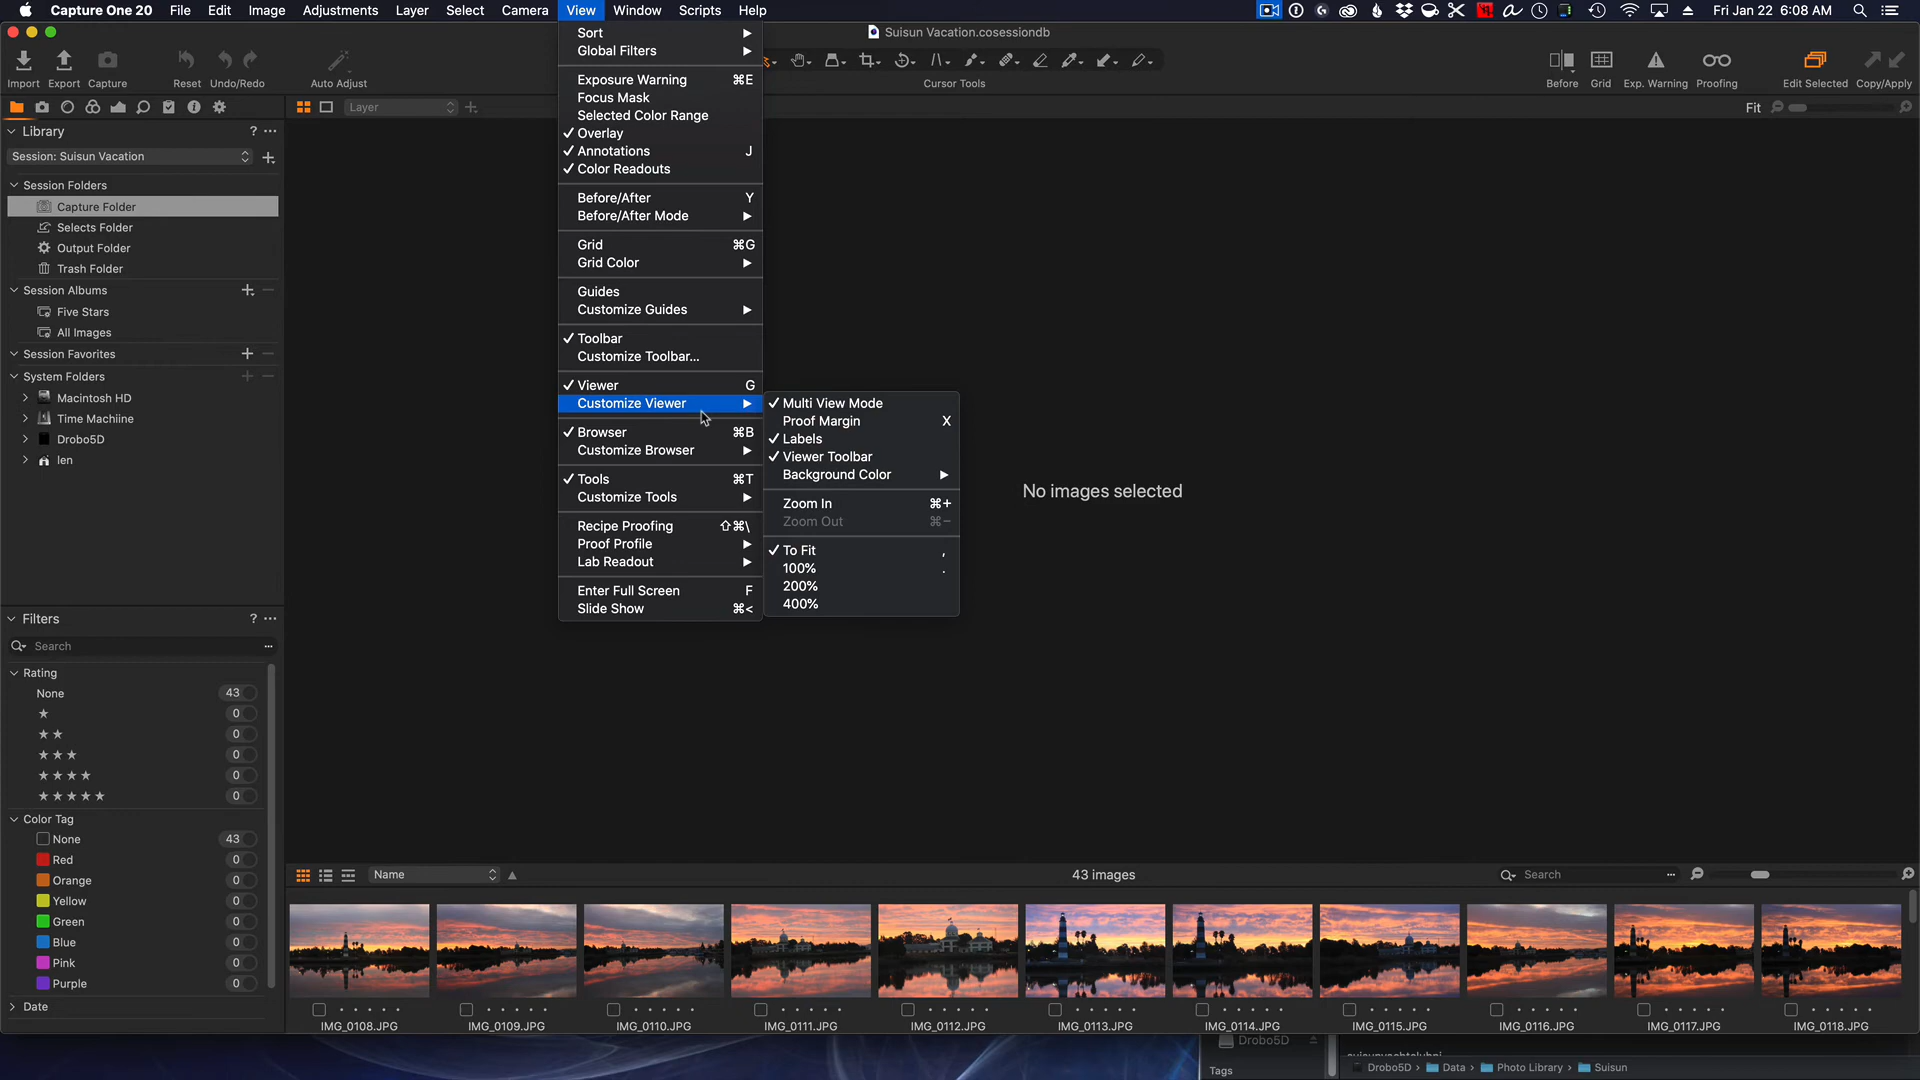 Capture One 20 File Edit Image Adjustments Layer Select Camera View Window Scripts Help Fri Jan 22 6:08 AM
Suisun Vacation.cosessiondb
Import Export Capture Reset Undo/Redo Auto Adjust Cursor Tools Before Grid Exp. Warning Proofing Edit Selected Copy/Apply
Layer Fit
Library ? ...
Session: Suisun Vacation
Session Folders
Capture Folder
Selects Folder
Output Folder
Trash Folder
Session Albums
Five Stars
All Images
Session Favorites
System Folders
Macintosh HD
Time Machiine
Drobo5D
len
Filters ? ...
Search ...
Rating
None 43
★ 0
★ ★ 0
★ ★ ★ 0
★ ★ ★ ★ 0
★ ★ ★ ★ ★ 0
Color Tag
None 43
Red 0
Orange 0
Yellow 0
Green 0
Blue 0
Pink 0
Purple 0
Date
Sort
Global Filters
Exposure Warning ⌘E
Focus Mask
Selected Color Range
✓ Overlay
✓ Annotations J
✓ Color Readouts
Before/After Y
Before/After Mode
Grid ⌘G
Grid Color
Guides
Customize Guides
✓ Toolbar
Customize Toolbar...
✓ Viewer G
Customize Viewer
✓ Browser ⌘B
Customize Browser
✓ Tools ⌘T
Customize Tools
Recipe Proofing ⇧⌘\
Proof Profile
Lab Readout
Enter Full Screen F
Slide Show ⌘<
✓ Multi View Mode
Proof Margin X
✓ Labels
✓ Viewer Toolbar
Background Color
Zoom In ⌘+
Zoom Out ⌘−
✓ To Fit ,
100% .
200%
400%
No images selected
Name 43 images Search ...
IMG_0108.JPG IMG_0109.JPG IMG_0110.JPG IMG_0111.JPG IMG_0112.JPG IMG_0113.JPG IMG_0114.JPG IMG_0115.JPG IMG_0116.JPG IMG_0117.JPG IMG_0118.JPG
Drobo5D
Tags
Drobo5D › Data › Photo Library › Suisun